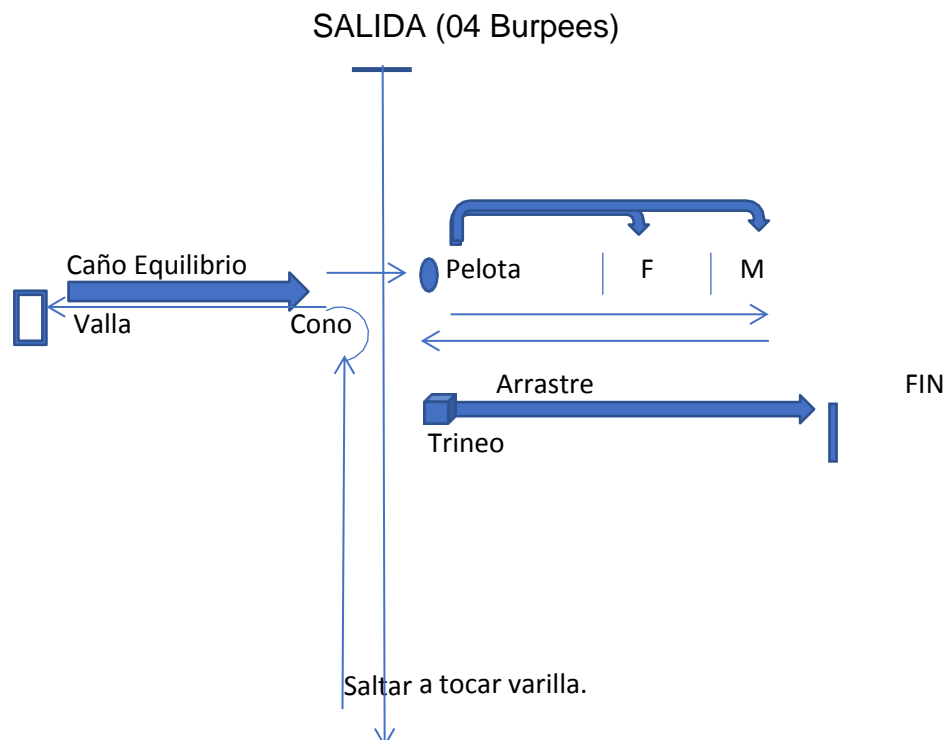 SALIDA (04 Burpees)
Caño Equilibrio
Pelota
F
M
Valla
Cono
Arrastre
FIN
Trineo
Saltar a tocar varilla.